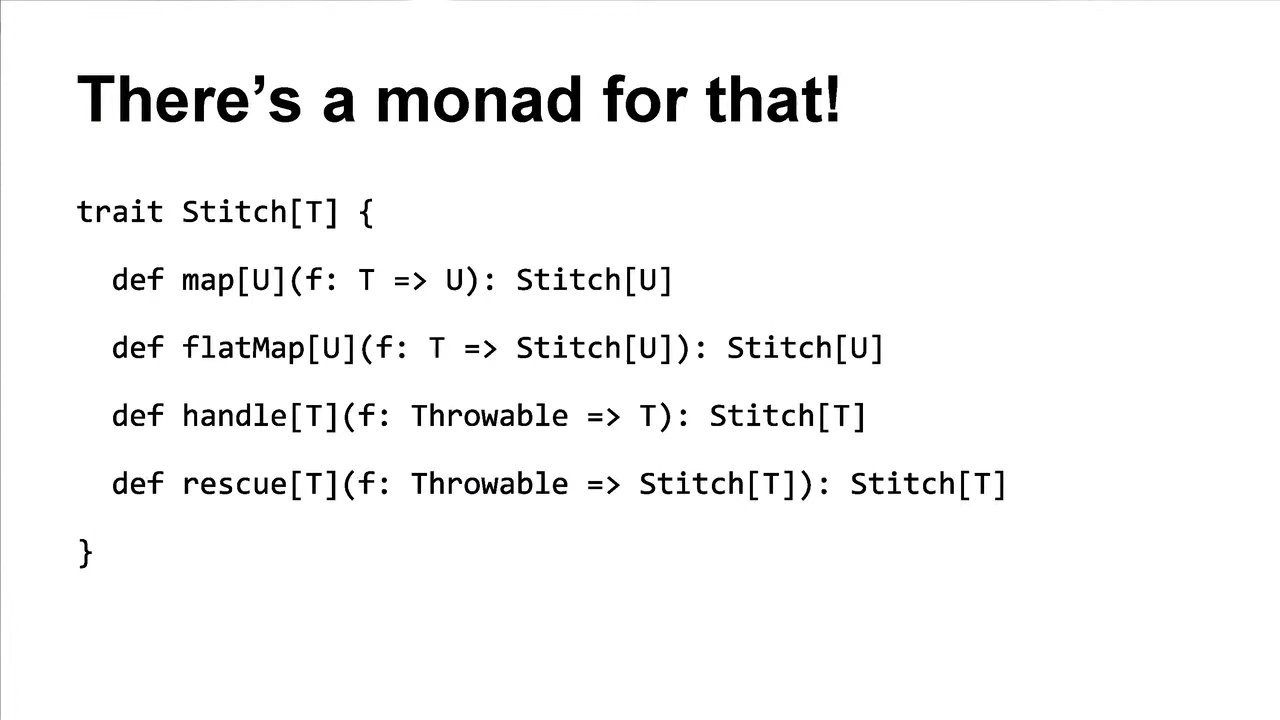 There’s a monad for that!
trait Stitch[T] {
  def map[U](f: T => U): Stitch[U]
  def flatMap[U](f: T => Stitch[U]): Stitch[U]
  def handle[T](f: Throwable => T): Stitch[T]
  def rescue[T](f: Throwable => Stitch[T]): Stitch[T]
}